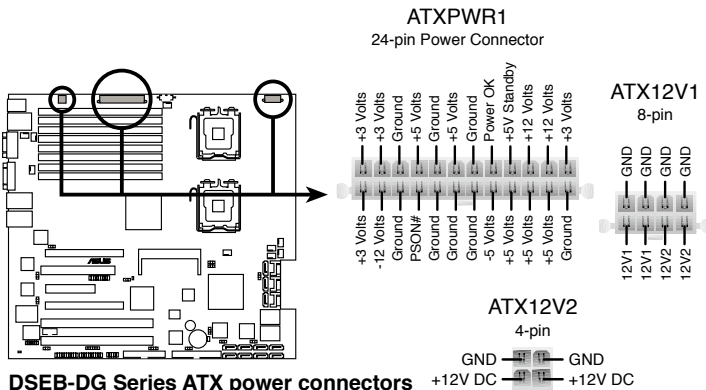 ATXPWR1
24-pin Power Connector
+3 Volts
+3 Volts
Ground
+5 Volts
Ground
+5 Volts
Ground
Power OK
+5V Standby
+12 Volts
+12 Volts
+3 Volts
+3 Volts
-12 Volts
Ground
PSON#
Ground
Ground
Ground
-5 Volts
+5 Volts
+5 Volts
+5 Volts
Ground
ATX12V1
8-pin
GND
GND
GND
GND
12V1
12V1
12V2
12V2
ATX12V2
4-pin
GND GND
+12V DC +12V DC
ASUS
DSEB-DG Series ATX power connectors